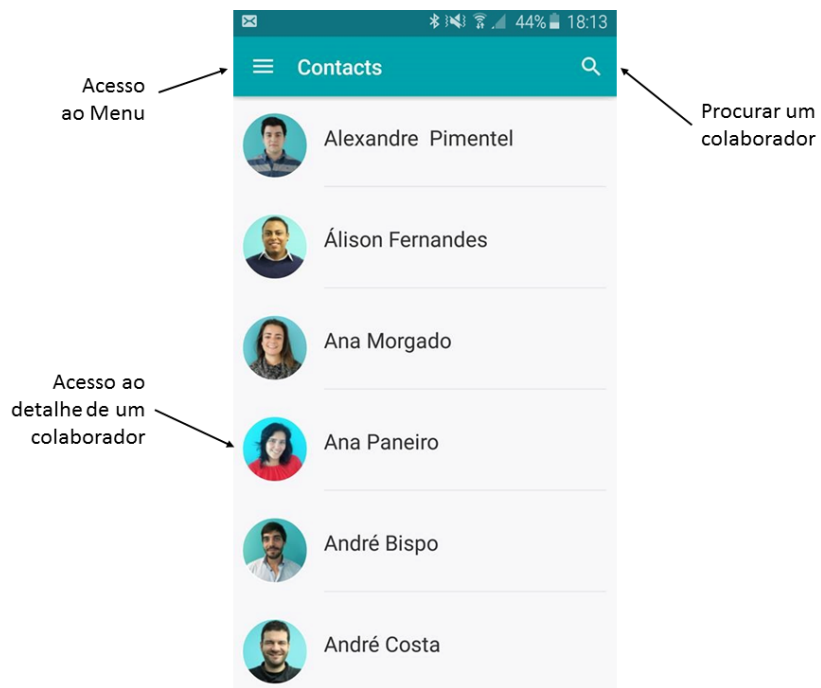 44% 18:13
Contacts
Acesso
ao Menu
Procurar um
colaborador
Alexandre Pimentel
Álison Fernandes
Ana Morgado
Acesso ao
detalhe de um
colaborador
Ana Paneiro
André Bispo
André Costa